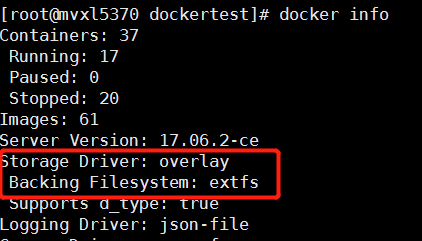 [root@mvxl5370 dockertest]# docker info
Containers: 37
Running: 17
Paused: 0
Stopped: 20
Images: 61
Server Version: 17.06.2-ce
Storage Driver: overlay
Backing Filesystem: extfs
Supports d_type: true
Logging Driver: json-file